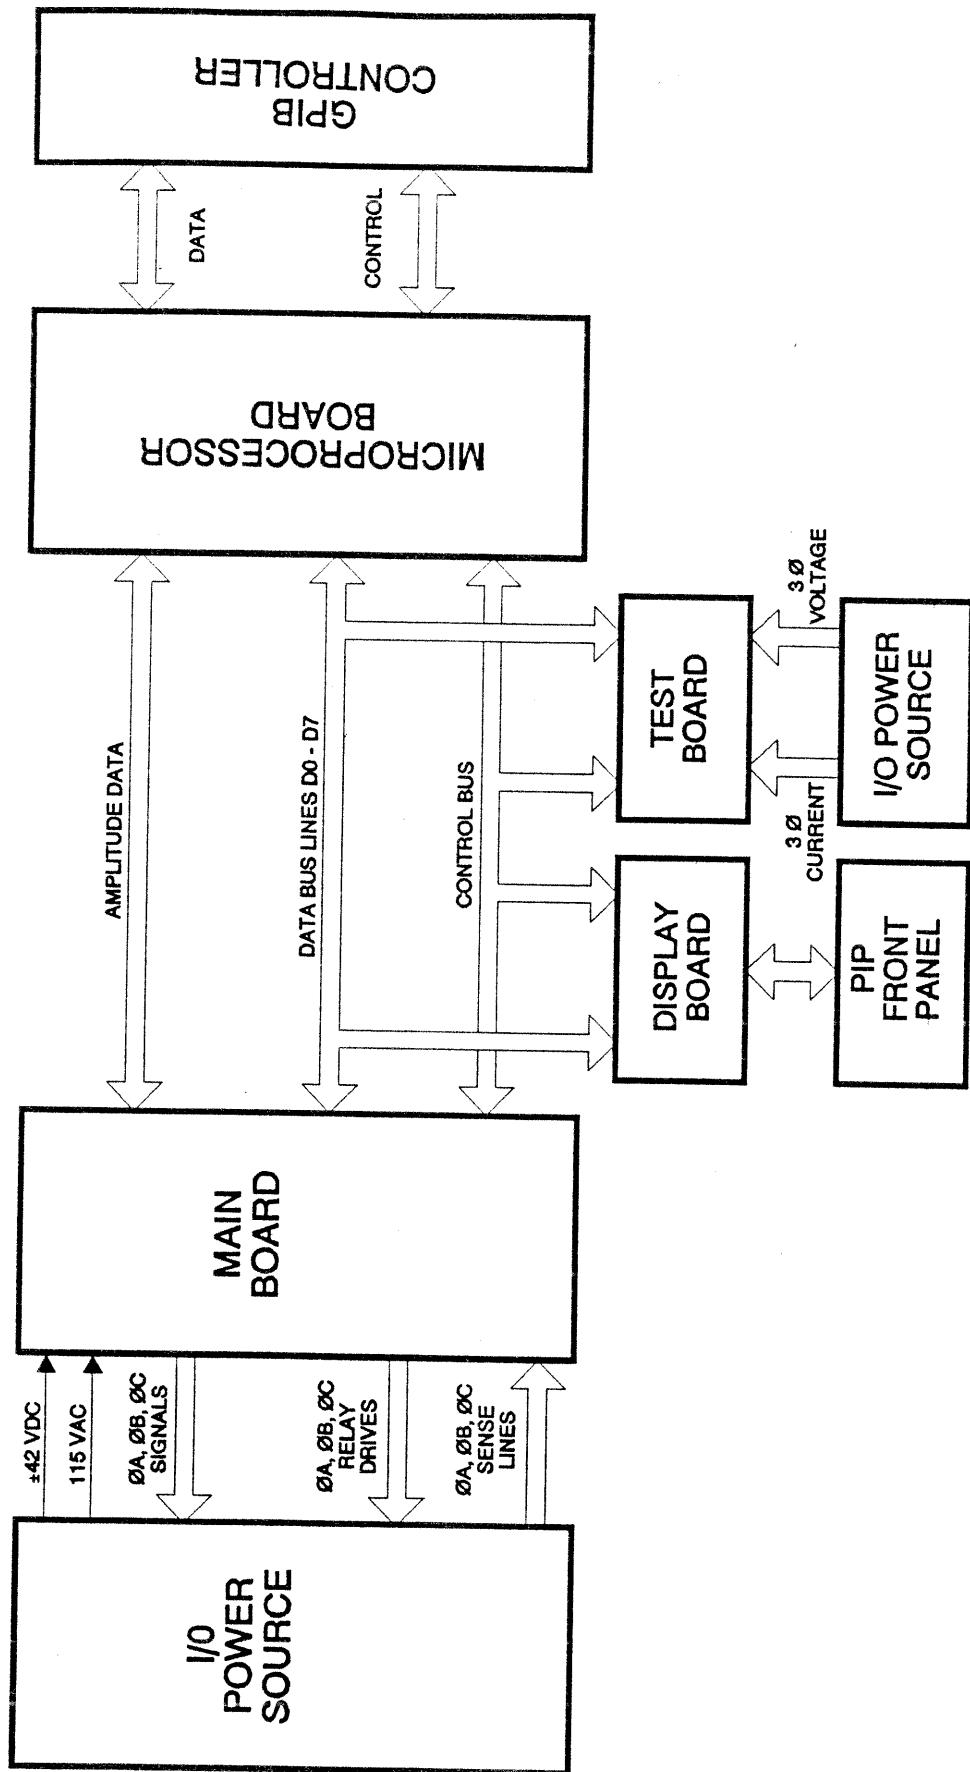 I/0
POWER
SOURCE
±42 VDC
115 VAC
ØA, ØB, ØC
SIGNALS
ØA, ØB, ØC
RELAY
DRIVES
ØA, ØB, ØC
SENSE
LINES
MAIN
BOARD
AMPLITUDE DATA
DATA BUS LINES D0 - D7
CONTROL BUS
DISPLAY
BOARD
PIP
FRONT
PANEL
TEST
BOARD
3 Ø
CURRENT
3 Ø
VOLTAGE
I/O POWER
SOURCE
MICROPROCESSOR
BOARD
DATA
CONTROL
GPIB
CONTROLLER